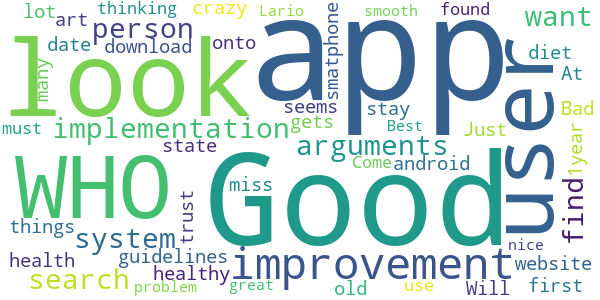 lot art thinking crazy Lario smooth found
person want
date download onto
many
look app user
smatphone
diet At
seems stay
must implementation gets Best Just Bad
state arguments Come android
1year
WHO Good
miss
trust
find
things system guidelines nice website
health healthy improvement
search problem great old use Will first